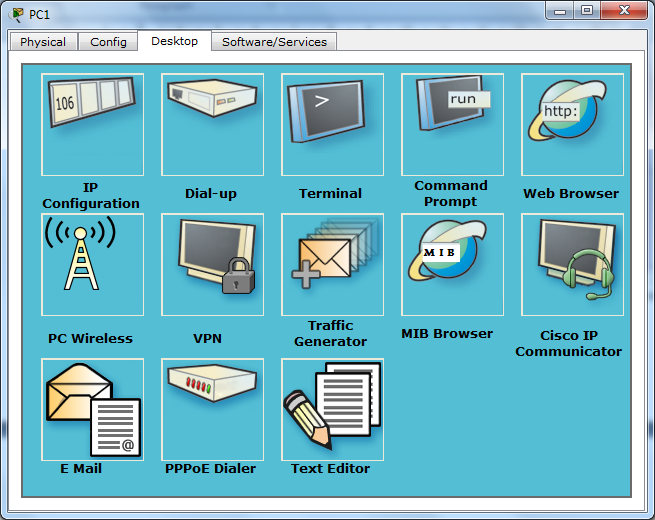 PC1
Physical
Config
Desktop
Software/Services
106
>
run
http:
IP
Configuration
Dial-up
Terminal
Command
Prompt
Web Browser
MIB
PC Wireless
VPN
Traffic
Generator
MIB Browser
Cisco IP
Communicator
@
E Mail
PPPoE Dialer
Text Editor